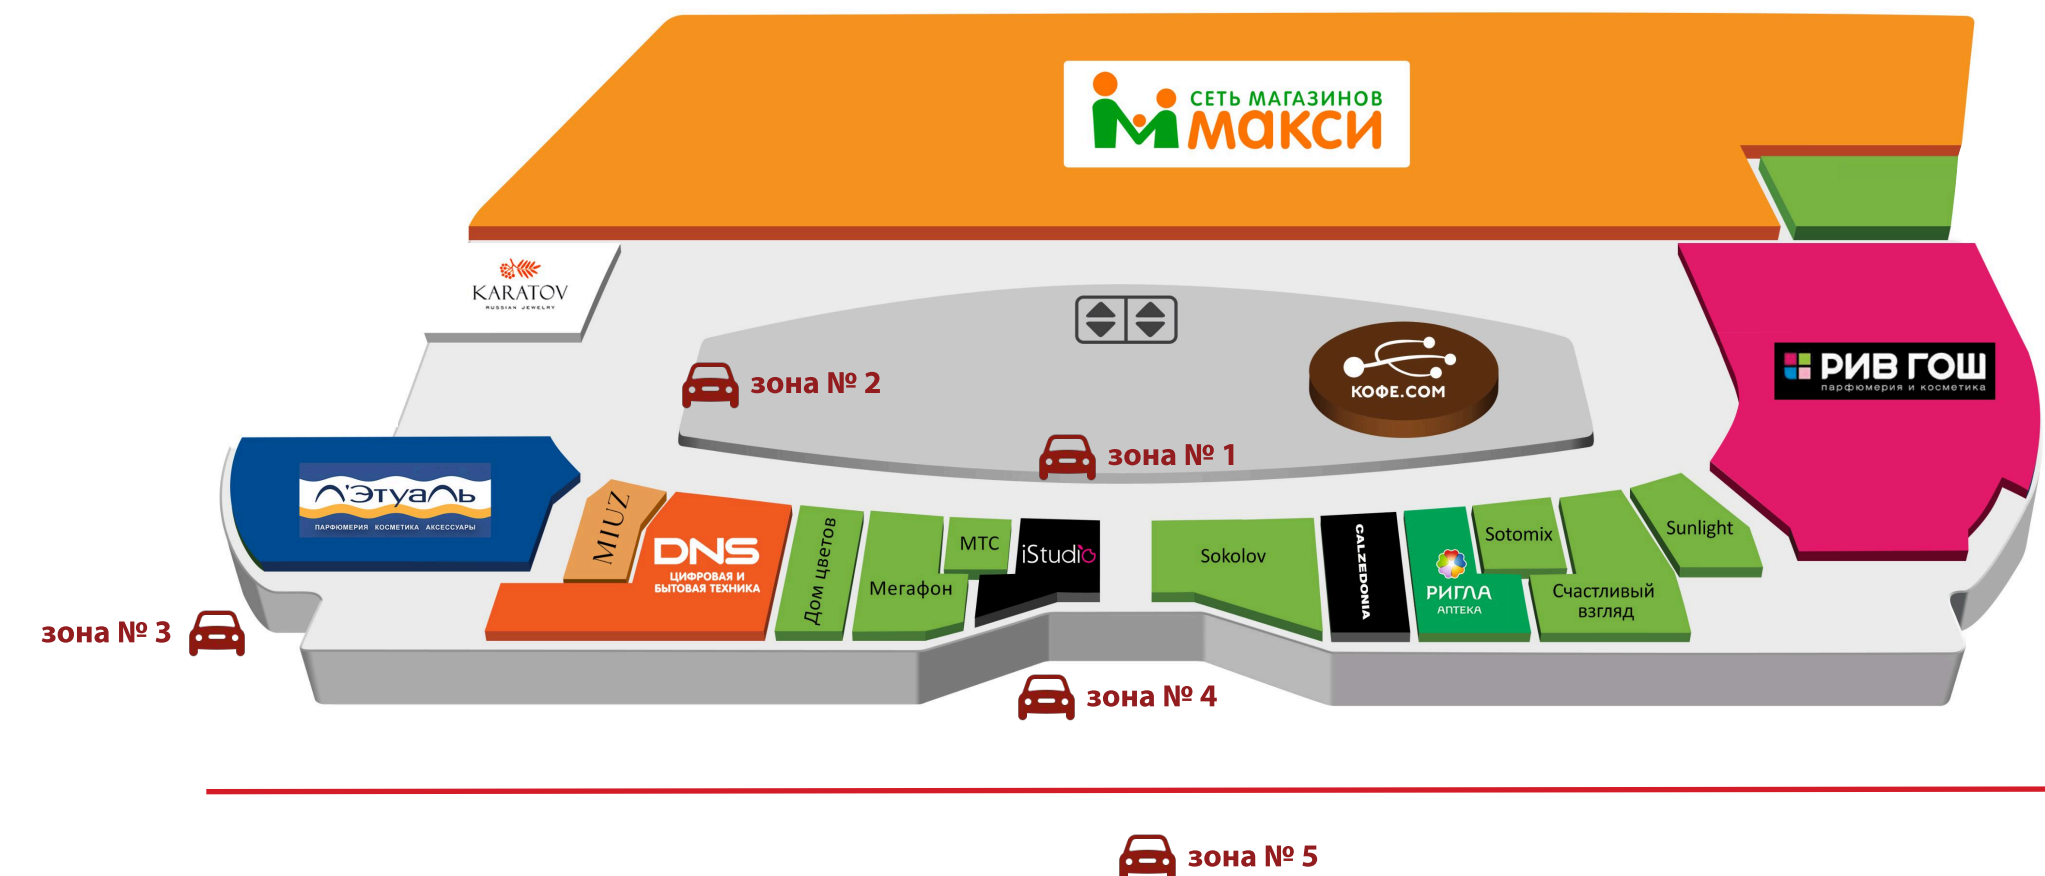 СЕТЬ МАГАЗИНОВ
МАКСИ
KARATOV
RUSSIAN JEWELRY
РИВ ГОШ
парфюмерия и косметика
КОФЕ.COM
зона № 2
зона № 1
Л'Этуаль
ПАРФЮМЕРИЯ КОСМЕТИКА АКСЕССУАРЫ
MIUZ
DNS
ЦИФРОВАЯ И
БЫТОВАЯ ТЕХНИКА
Дом цветов
Мегафон
МТС
iStudio
Sokolov
CALZEDONIA
РИГЛА
АПТЕКА
Sotomix
Счастливый
взгляд
Sunlight
зона № 3
зона № 4
зона № 5